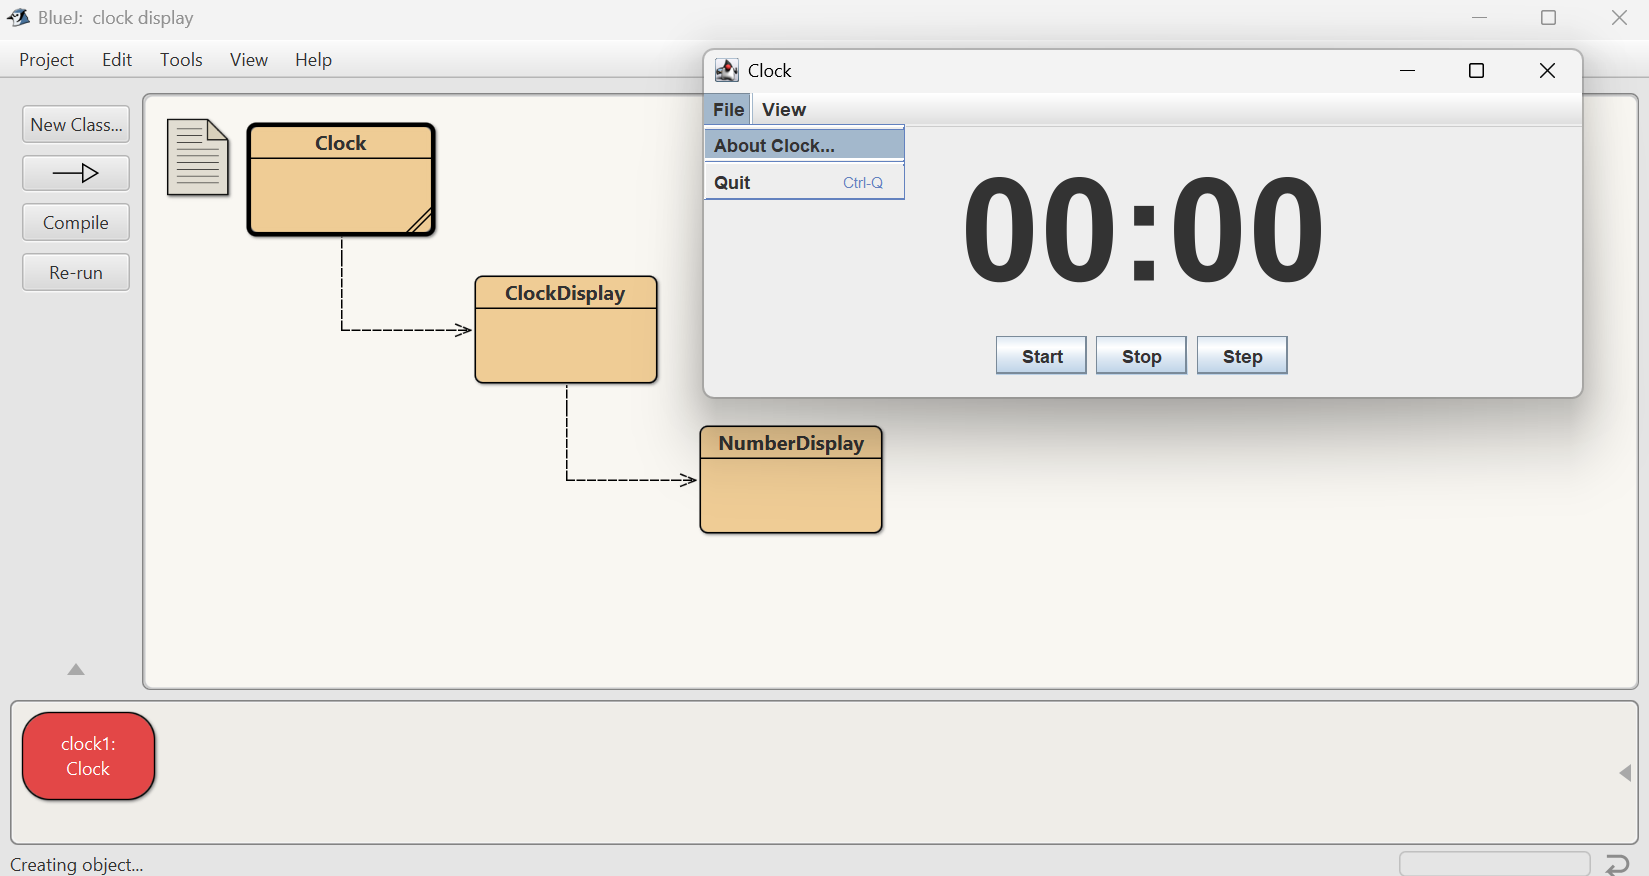 BlueJ: clock display
Project Edit Tools View Help
New Class...
Compile
Re-run
Clock
ClockDisplay
NumberDisplay
Clock
File View
About Clock...
Quit Ctrl-Q
00:00
Start Stop Step
clock1:
Clock
Creating object...